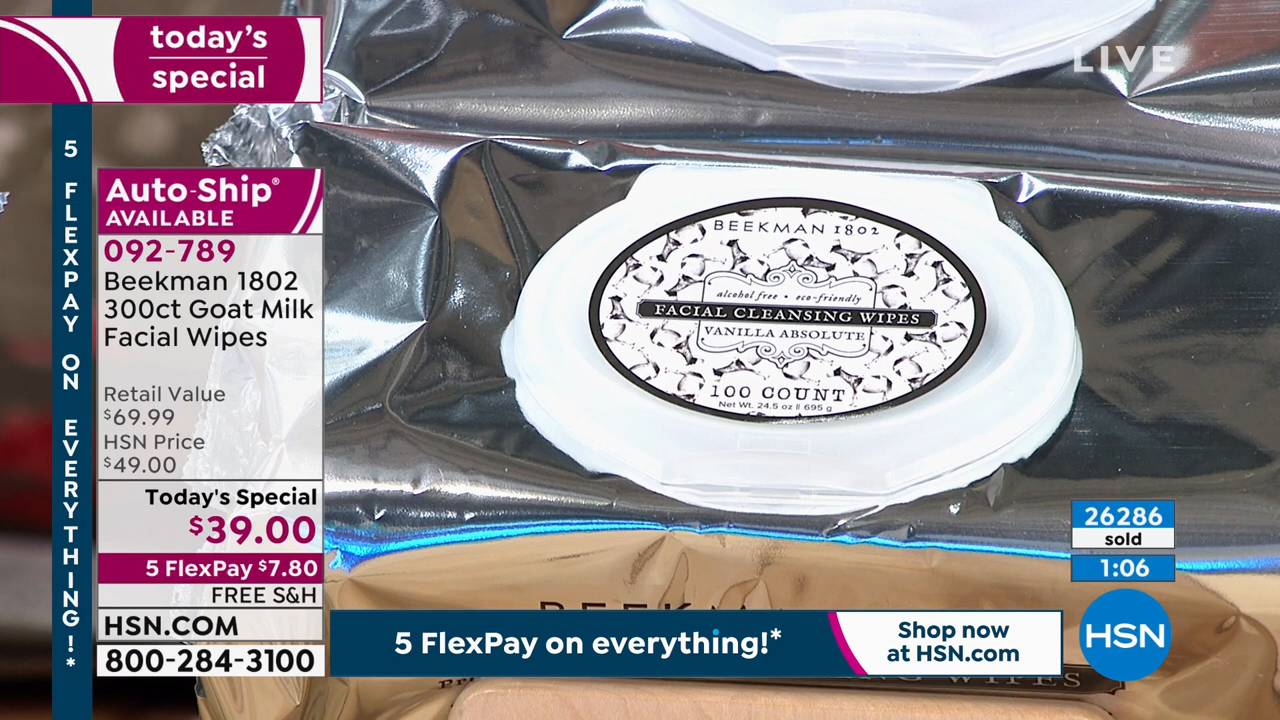 today's
special
LIVE
5 FLEXPAY ON EVERYTHING!*
Auto-Ship®
AVAILABLE
092-789
Beekman 1802
300ct Goat Milk
Facial Wipes
Retail Value
$69.99
HSN Price
$49.00
Today's Special
$39.00
5 FlexPay $7.80
FREE S&H
HSN.COM
800-284-3100
BEEKMAN 1802
alcohol free • eco-friendly
FACIAL CLEANSING WIPES
VANILLA ABSOLUTE
100 COUNT
Net Wt. 24.5 oz ‖ 695 g
26286
sold
1:06
5 FlexPay on everything!*
Shop now
at HSN.com
HSN
WIPES